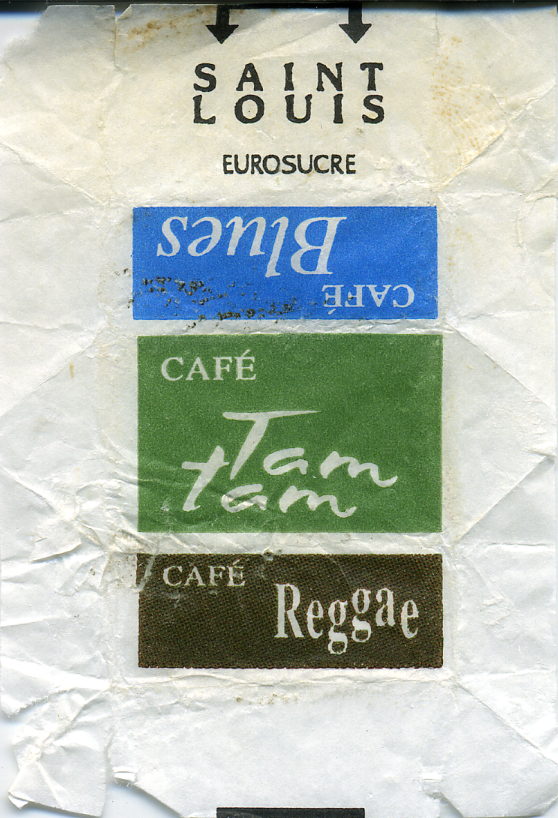 SAINT
LOUIS
EUROSUCRE
CAFÉ
Blues
CAFÉ
Tam
tam
CAFÉ
Reggae